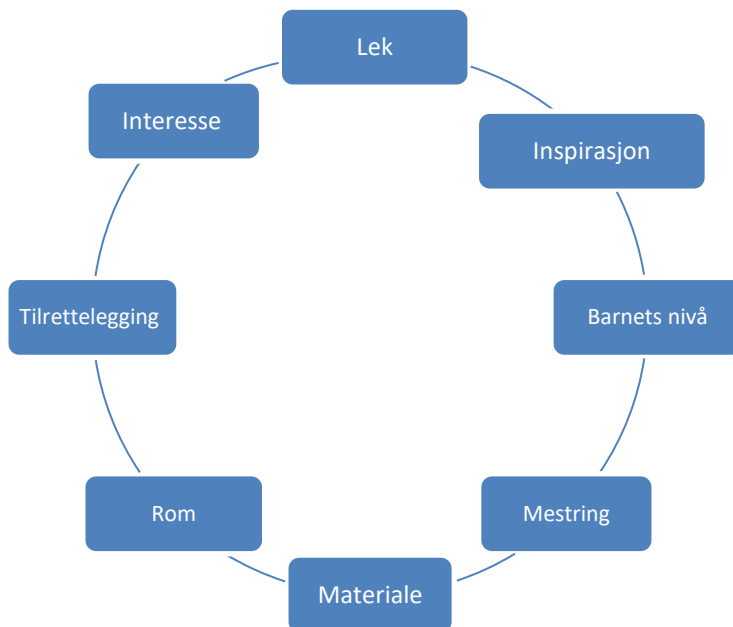 Lek
Inspirasjon
Barnets nivå
Mestring
Materiale
Rom
Tilrettelegging
Interesse